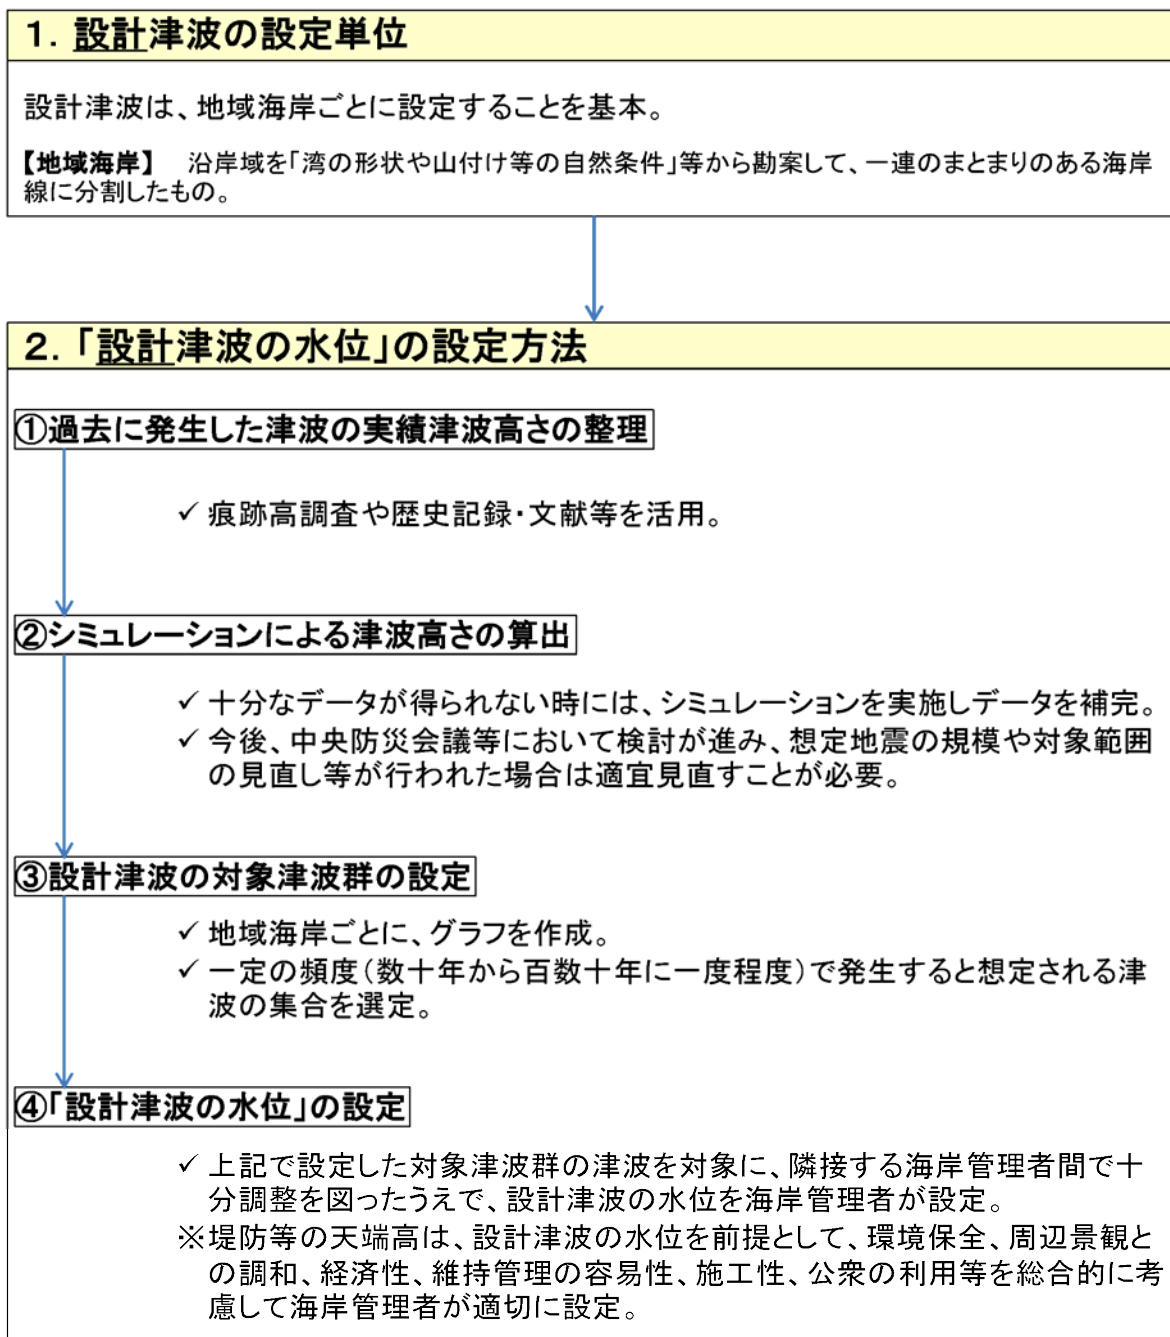 1. 設計津波の設定単位
設計津波は、地域海岸ごとに設定することを基本。
【地域海岸】 沿岸域を「湾の形状や山付け等の自然条件」等から勘案して、一連のまとまりのある海岸
線に分割したもの。
2. 「設計津波の水位」の設定方法
①過去に発生した津波の実績津波高さの整理
✓ 痕跡高調査や歴史記録・文献等を活用。
②シミュレーションによる津波高さの算出
✓ 十分なデータが得られない時には、シミュレーションを実施しデータを補完。
✓ 今後、中央防災会議等において検討が進み、想定地震の規模や対象範囲
の見直し等が行われた場合は適宜見直すことが必要。
③設計津波の対象津波群の設定
✓ 地域海岸ごとに、グラフを作成。
✓ 一定の頻度(数十年から百数十年に一度程度)で発生すると想定される津
波の集合を選定。
④「設計津波の水位」の設定
✓ 上記で設定した対象津波群の津波を対象に、隣接する海岸管理者間で十
分調整を図ったうえで、設計津波の水位を海岸管理者が設定。
※堤防等の天端高は、設計津波の水位を前提として、環境保全、周辺景観と
の調和、経済性、維持管理の容易性、施工性、公衆の利用等を総合的に考
慮して海岸管理者が適切に設定。